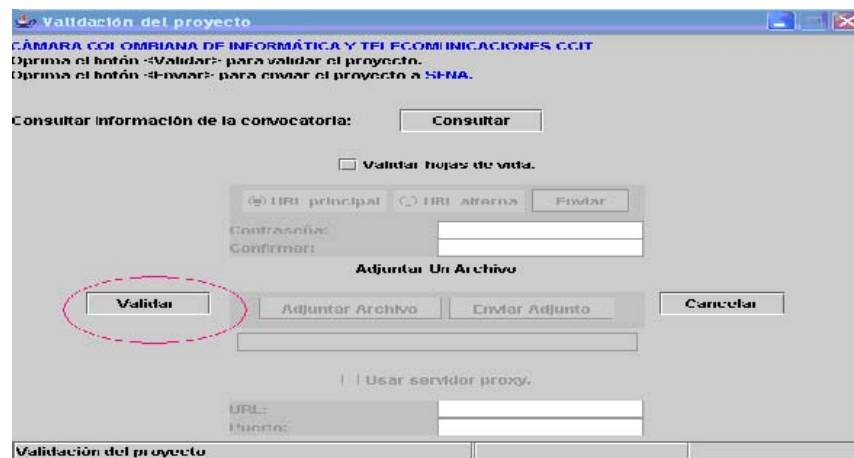 Validación del proyecto
CÁMARA COLOMBIANA DE INFORMÁTICA Y TELECOMUNICACIONES CCIT
Oprima el botón <Validar> para validar el proyecto.
Oprima el botón <Enviar> para enviar el proyecto a SENA.
Consultar información de la convocatoria: Consultar
Validar hojas de vida.
URL principal URL alterna Enviar
Contraseña:
Confirmar:
Adjuntar Un Archivo
Validar Adjuntar Archivo Enviar Adjunto Cancelar
Usar servidor proxy.
URL:
Puerto:
Validación del proyecto